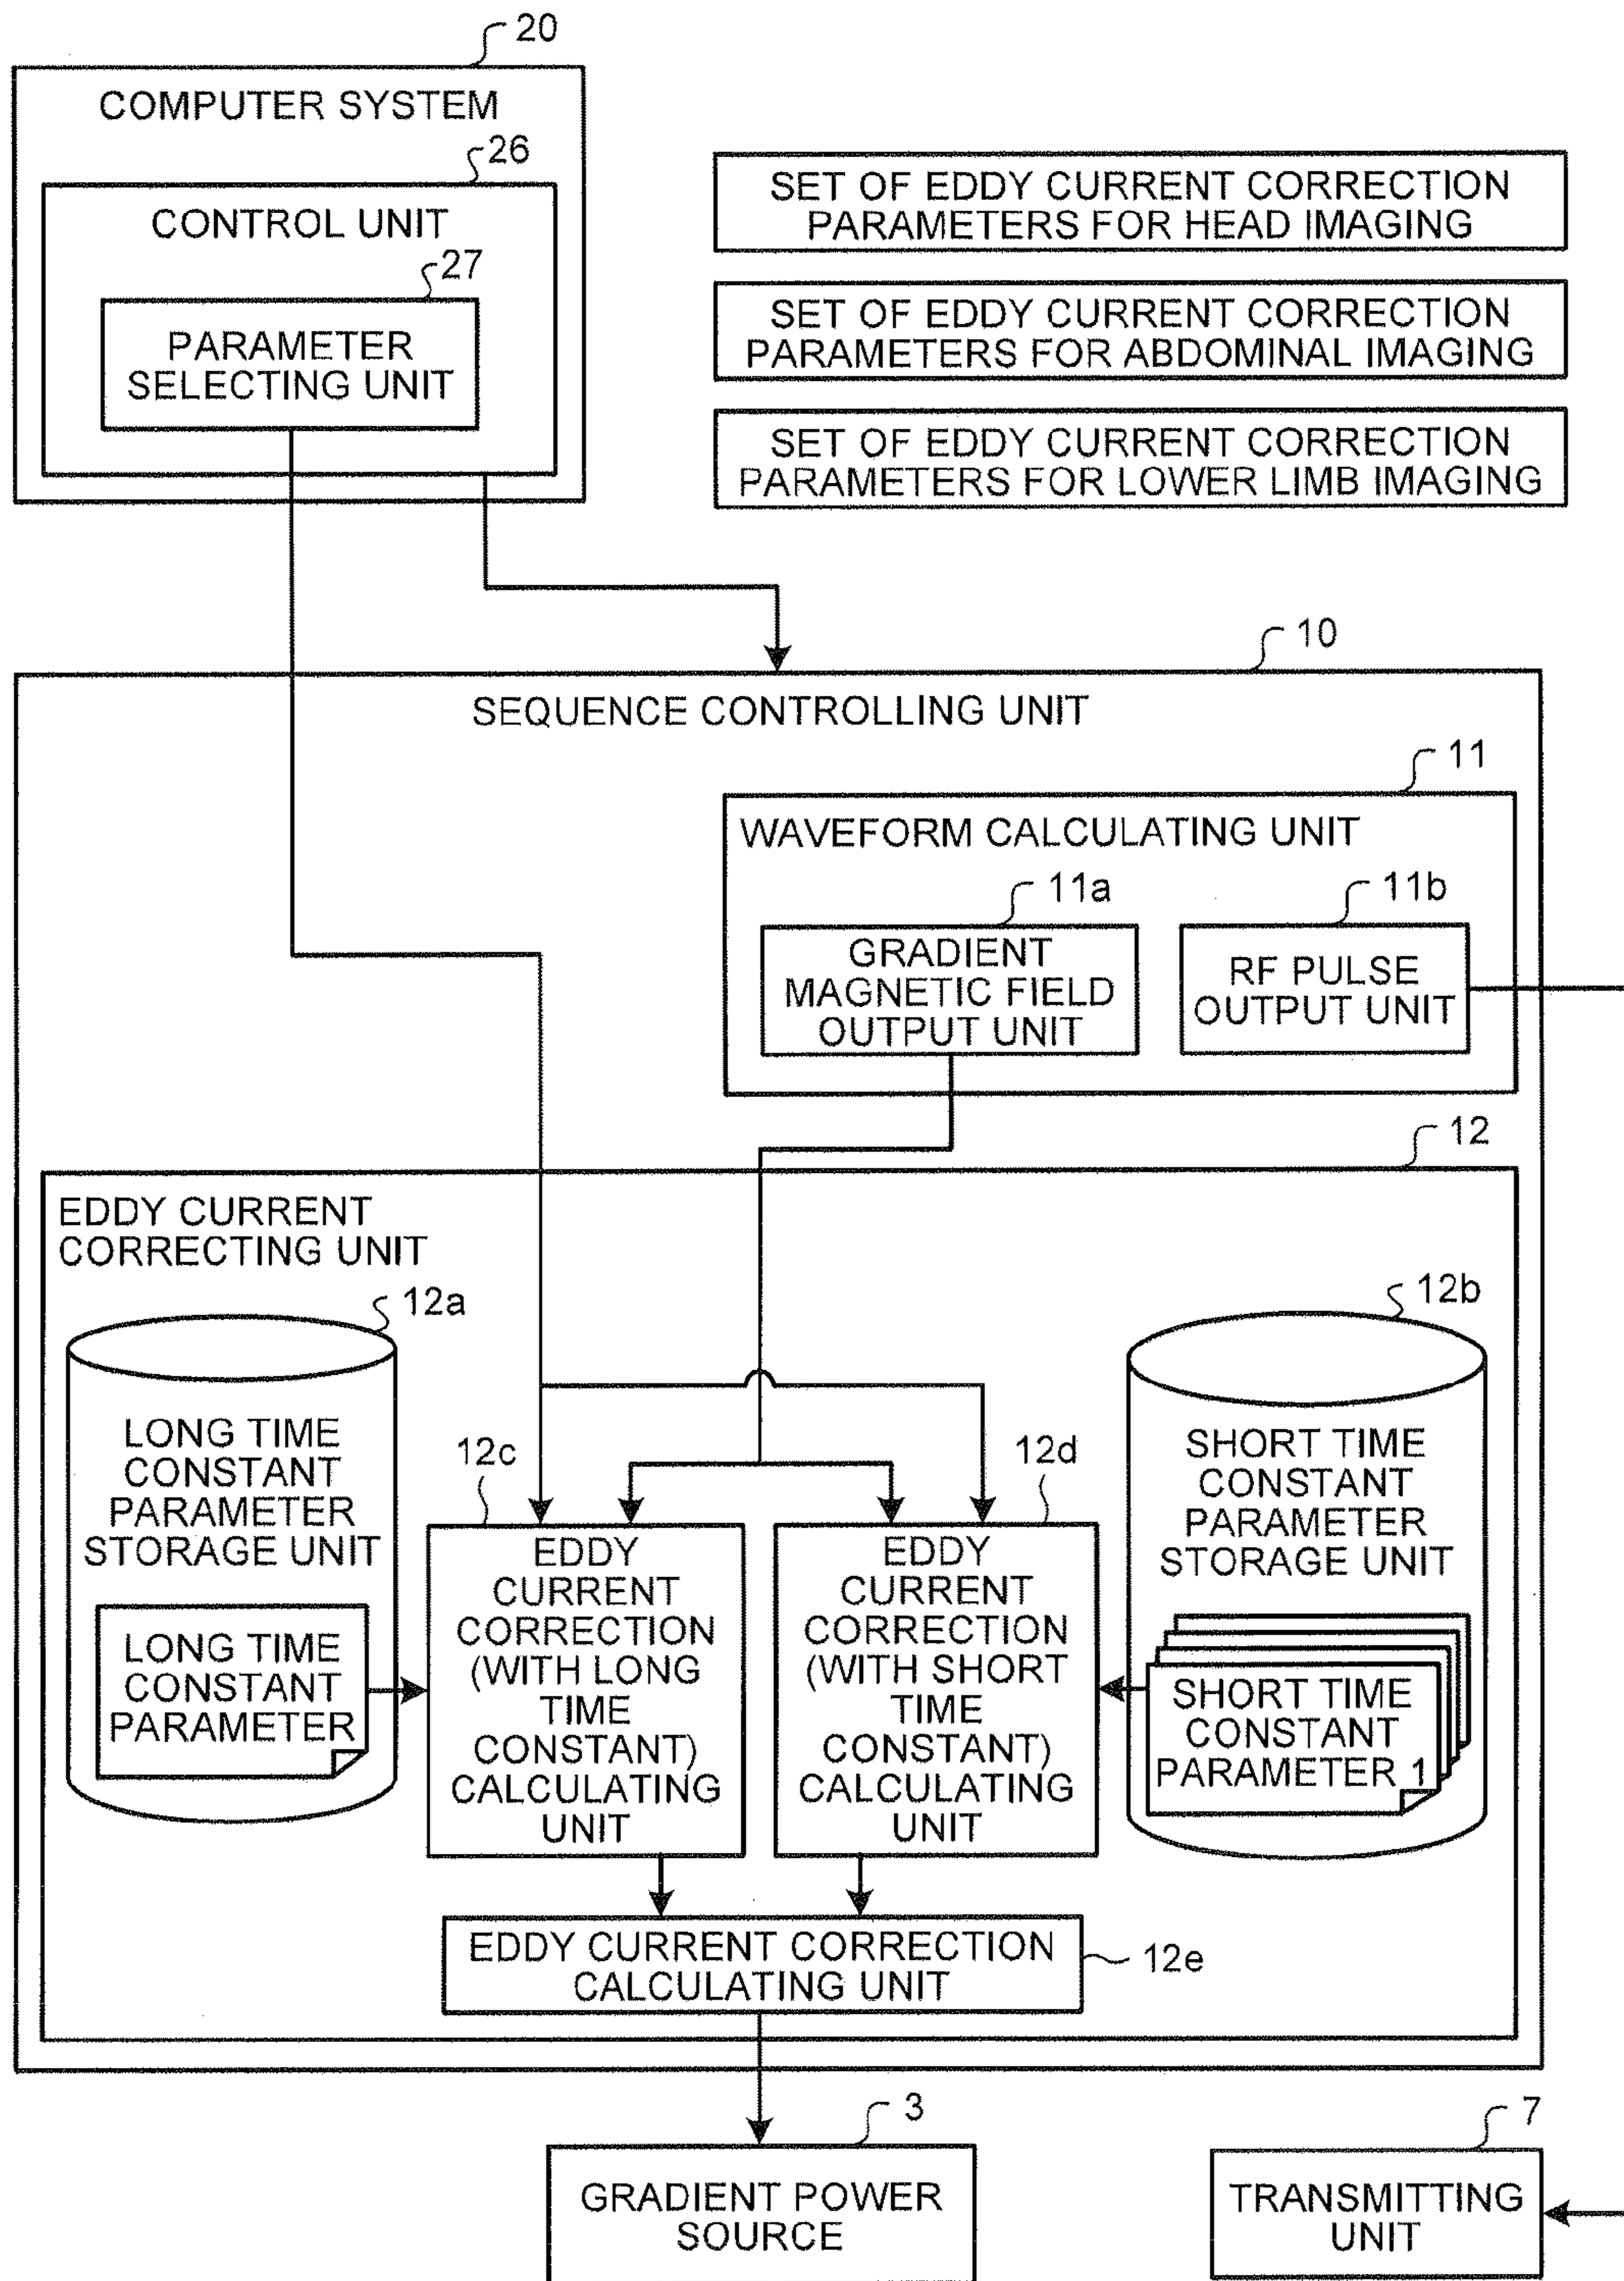 20
COMPUTER SYSTEM
26
CONTROL UNIT
27
PARAMETER
SELECTING UNIT
SET OF EDDY CURRENT CORRECTION
PARAMETERS FOR HEAD IMAGING
SET OF EDDY CURRENT CORRECTION
PARAMETERS FOR ABDOMINAL IMAGING
SET OF EDDY CURRENT CORRECTION
PARAMETERS FOR LOWER LIMB IMAGING
10
SEQUENCE CONTROLLING UNIT
11
WAVEFORM CALCULATING UNIT
11a
GRADIENT
MAGNETIC FIELD
OUTPUT UNIT
11b
RF PULSE
OUTPUT UNIT
12
EDDY CURRENT
CORRECTING UNIT
12a
LONG TIME
CONSTANT
PARAMETER
STORAGE UNIT
LONG TIME
CONSTANT
PARAMETER
12c
EDDY
CURRENT
CORRECTION
(WITH LONG
TIME
CONSTANT)
CALCULATING
UNIT
12d
EDDY
CURRENT
CORRECTION
(WITH SHORT
TIME
CONSTANT)
CALCULATING
UNIT
12b
SHORT TIME
CONSTANT
PARAMETER
STORAGE UNIT
SHORT TIME
CONSTANT
PARAMETER 1
EDDY CURRENT CORRECTION
CALCULATING UNIT
12e
3
GRADIENT POWER
SOURCE
7
TRANSMITTING
UNIT